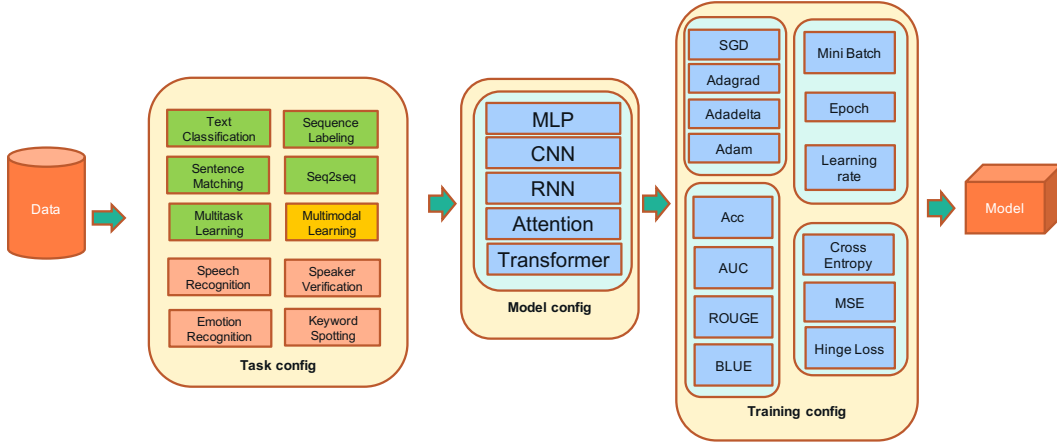 Data
Text
Classification
Sequence
Labeling
Sentence
Matching
Seq2seq
Multitask
Learning
Multimodal
Learning
Speech
Recognition
Speaker
Verification
Emotion
Recognition
Keyword
Spotting
Task config
MLP
CNN
RNN
Attention
Transformer
Model config
SGD
Adagrad
Adadelta
Adam
Mini Batch
Epoch
Learning
rate
Acc
AUC
ROUGE
BLUE
Cross
Entropy
MSE
Hinge Loss
Training config
Model